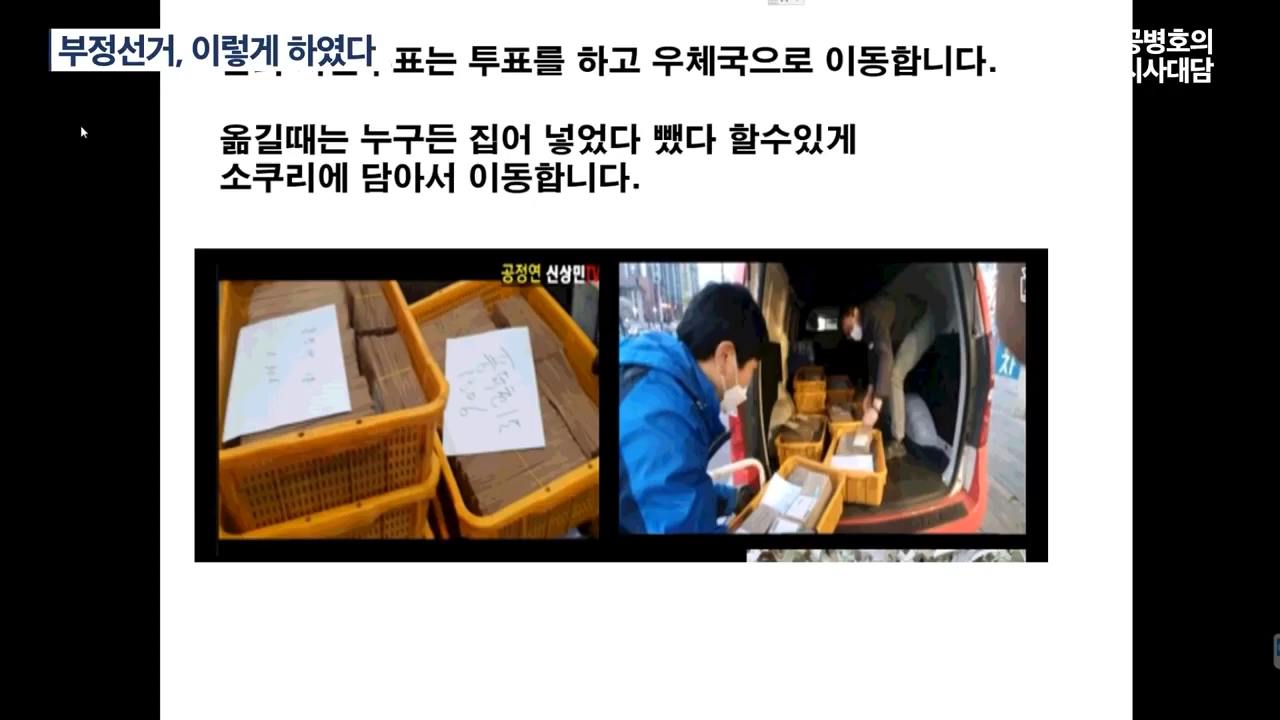 부정선거, 이렇게 하였다
표는 투표를 하고 우체국으로 이동합니다.
공병호의
시사대담
옮길때는 누구든 집어 넣었다 뺐다 할수있게
소쿠리에 담아서 이동합니다.
공정연 신상민TV
차